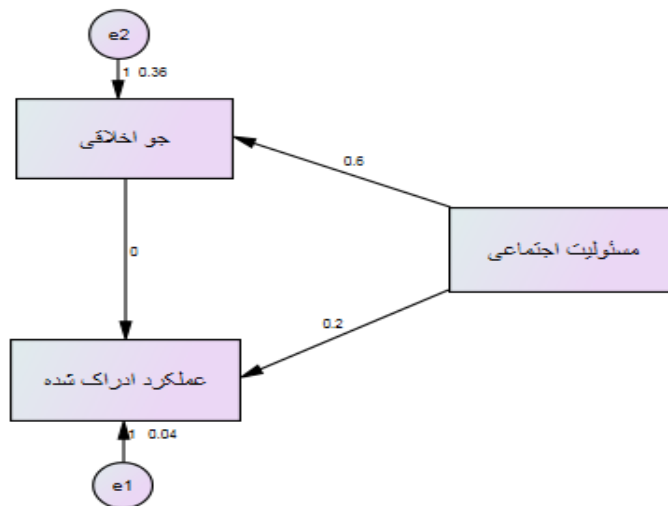 e2
1 0.36
جو اخلاقی
0.6
مسئولیت اجتماعی
0
0.2
عملکرد ادراک شده
1 0.04
e1